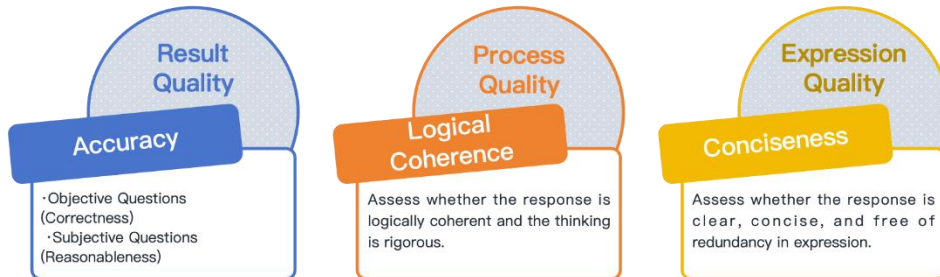 Result
Quality
Accuracy
·Objective Questions
(Correctness)
·Subjective Questions
(Reasonableness)
Process
Quality
Logical
Coherence
Assess whether the response is
logically coherent and the thinking
is rigorous.
Expression
Quality
Conciseness
Assess whether the response is
clear, concise, and free of
redundancy in expression.